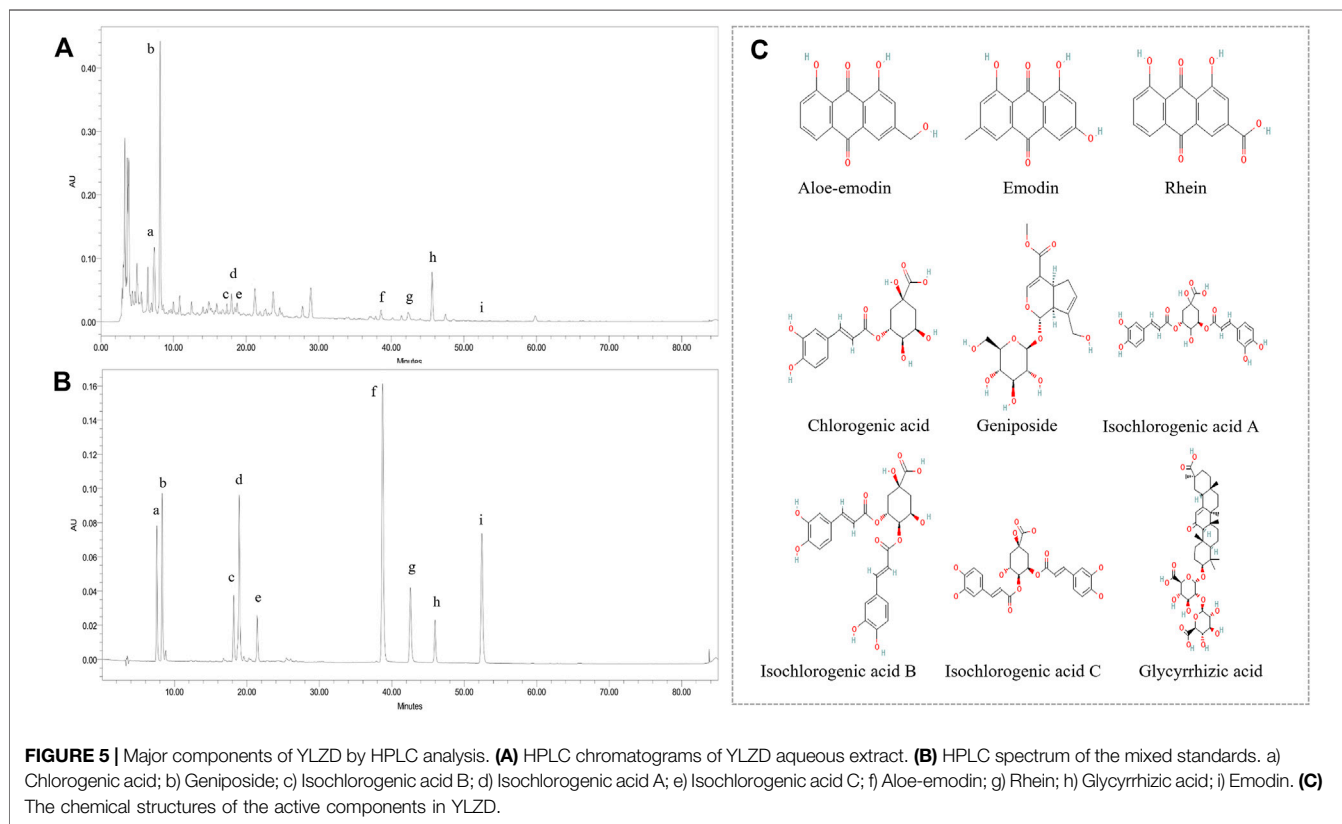 A
b
0.40
0.30
AU
0.20
a
0.10
d
c
e
h
f
g
i
0.00
10.00 20.00 30.00 40.00 50.00 60.00 70.00 80.00
Minutes
B
0.16
f
0.14
0.12
0.10
b
d
a
i
AU
0.08
0.06
g
c
0.04
h
e
0.02
0.00
10.00 20.00 30.00 40.00 50.00 60.00 70.00 80.00
Minutes
C
Aloe-emodin Emodin Rhein
Chlorogenic acid Geniposide Isochlorogenic acid A
Isochlorogenic acid B Isochlorogenic acid C Glycyrrhizic acid
FIGURE 5 | Major components of YLZD by HPLC analysis. (A) HPLC chromatograms of YLZD aqueous extract. (B) HPLC spectrum of the mixed standards. a)
Chlorogenic acid; b) Geniposide; c) Isochlorogenic acid B; d) Isochlorogenic acid A; e) Isochlorogenic acid C; f) Aloe-emodin; g) Rhein; h) Glycyrrhizic acid; i) Emodin. (C)
The chemical structures of the active components in YLZD.